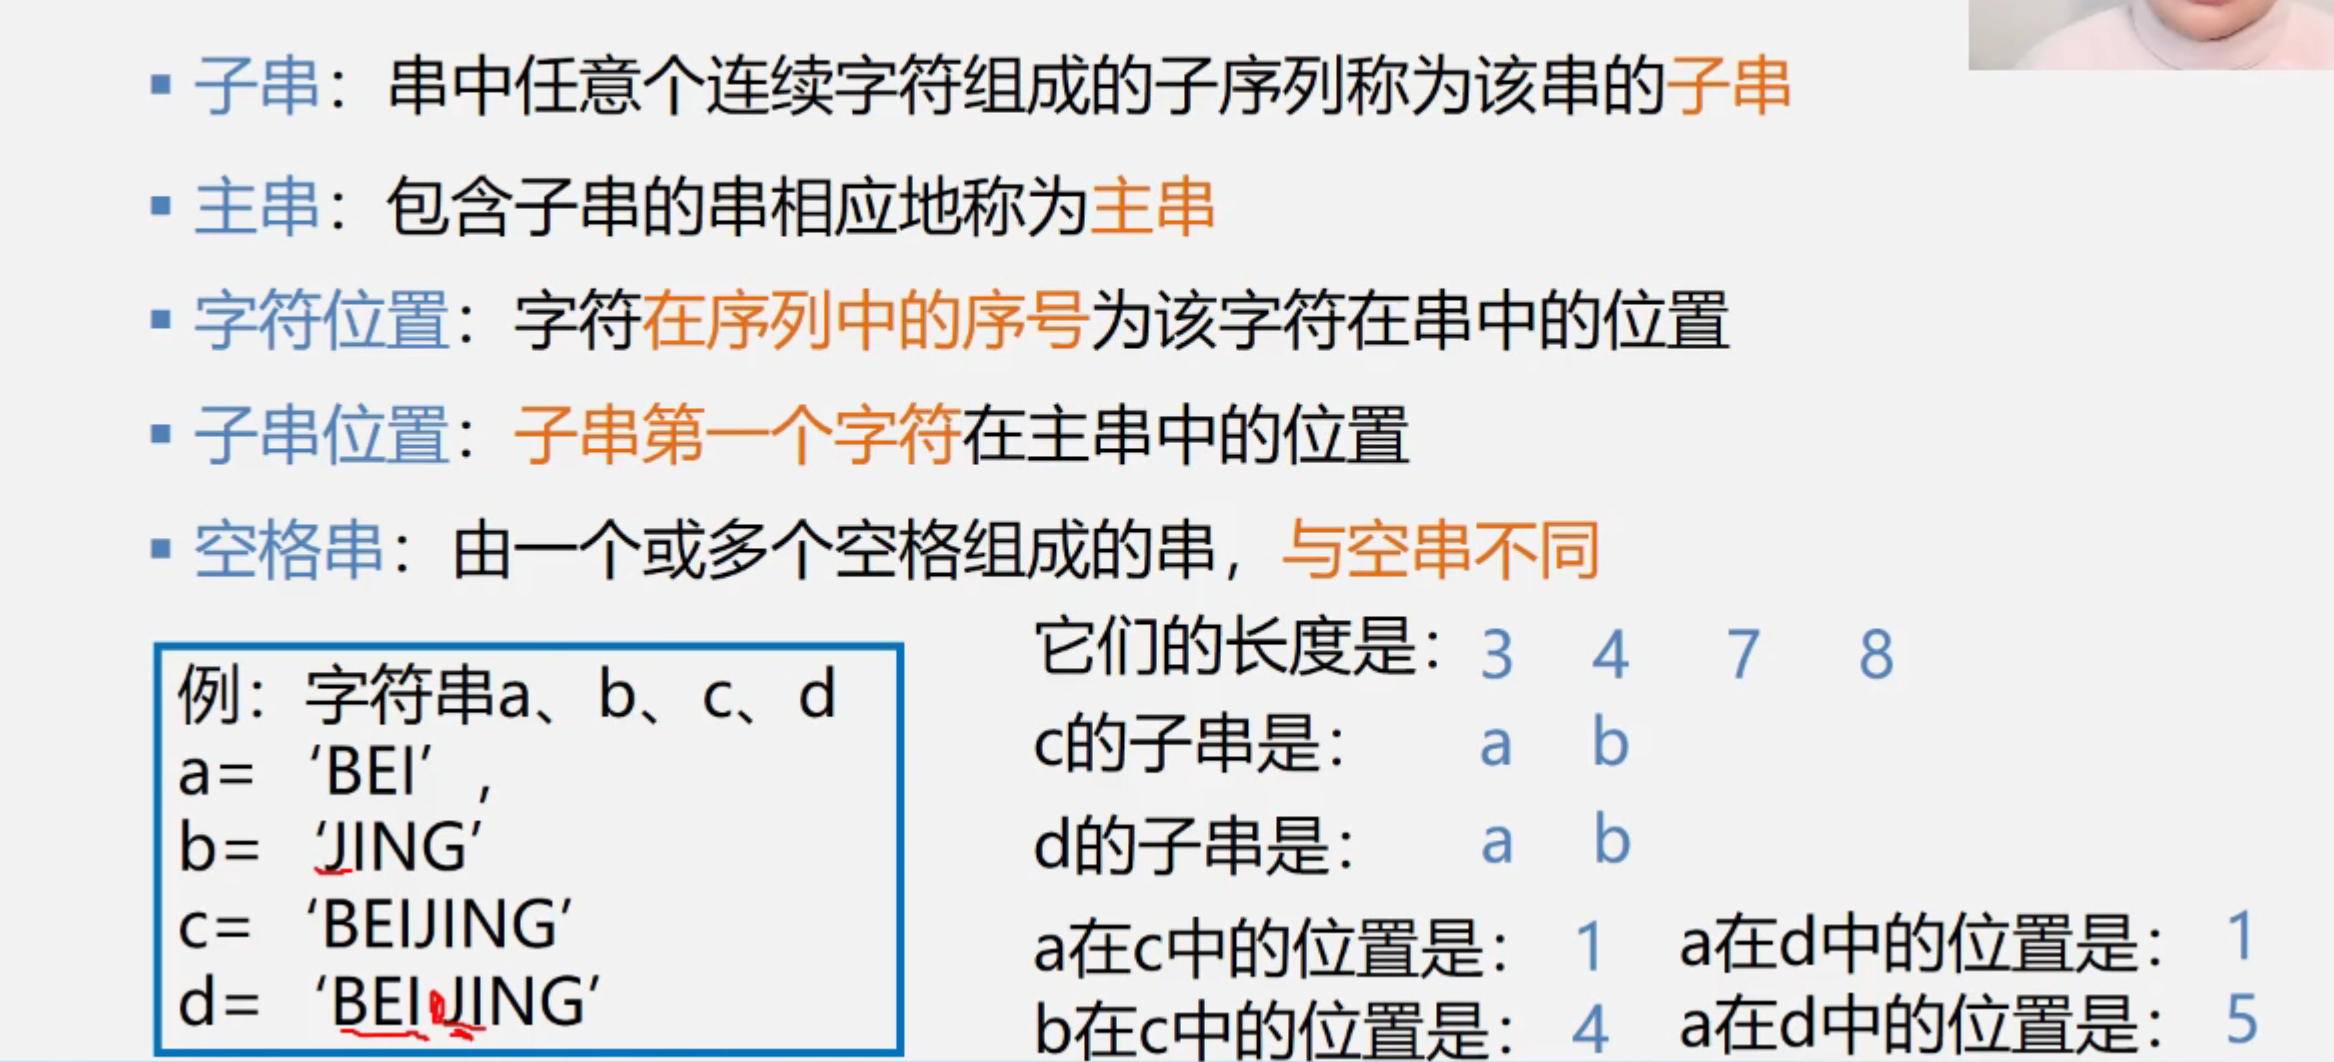 ▪ 子串：串中任意个连续字符组成的子序列称为该串的子串
▪ 主串：包含子串的串相应地称为主串
▪ 字符位置：字符在序列中的序号为该字符在串中的位置
▪ 子串位置：子串第一个字符在主串中的位置
▪ 空格串：由一个或多个空格组成的串，与空串不同
例：字符串a、b、c、d
a= ‘BEI’ ,
b= ‘JING’
c= ‘BEIJING’
d= ‘BEI JING’
它们的长度是：3 4 7 8
c的子串是： a b
d的子串是： a b
a在c中的位置是： 1 a在d中的位置是： 1
b在c中的位置是： 4 a在d中的位置是： 5